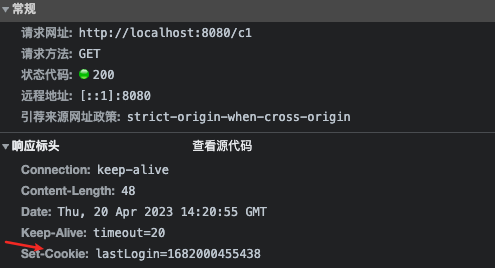 常规
请求网址: http://localhost:8080/c1
请求方法: GET
状态代码: 200
远程地址: [::1]:8080
引荐来源网址政策: strict-origin-when-cross-origin
响应标头 查看源代码
Connection: keep-alive
Content-Length: 48
Date: Thu, 20 Apr 2023 14:20:55 GMT
Keep-Alive: timeout=20
Set-Cookie: lastLogin=1682000455438